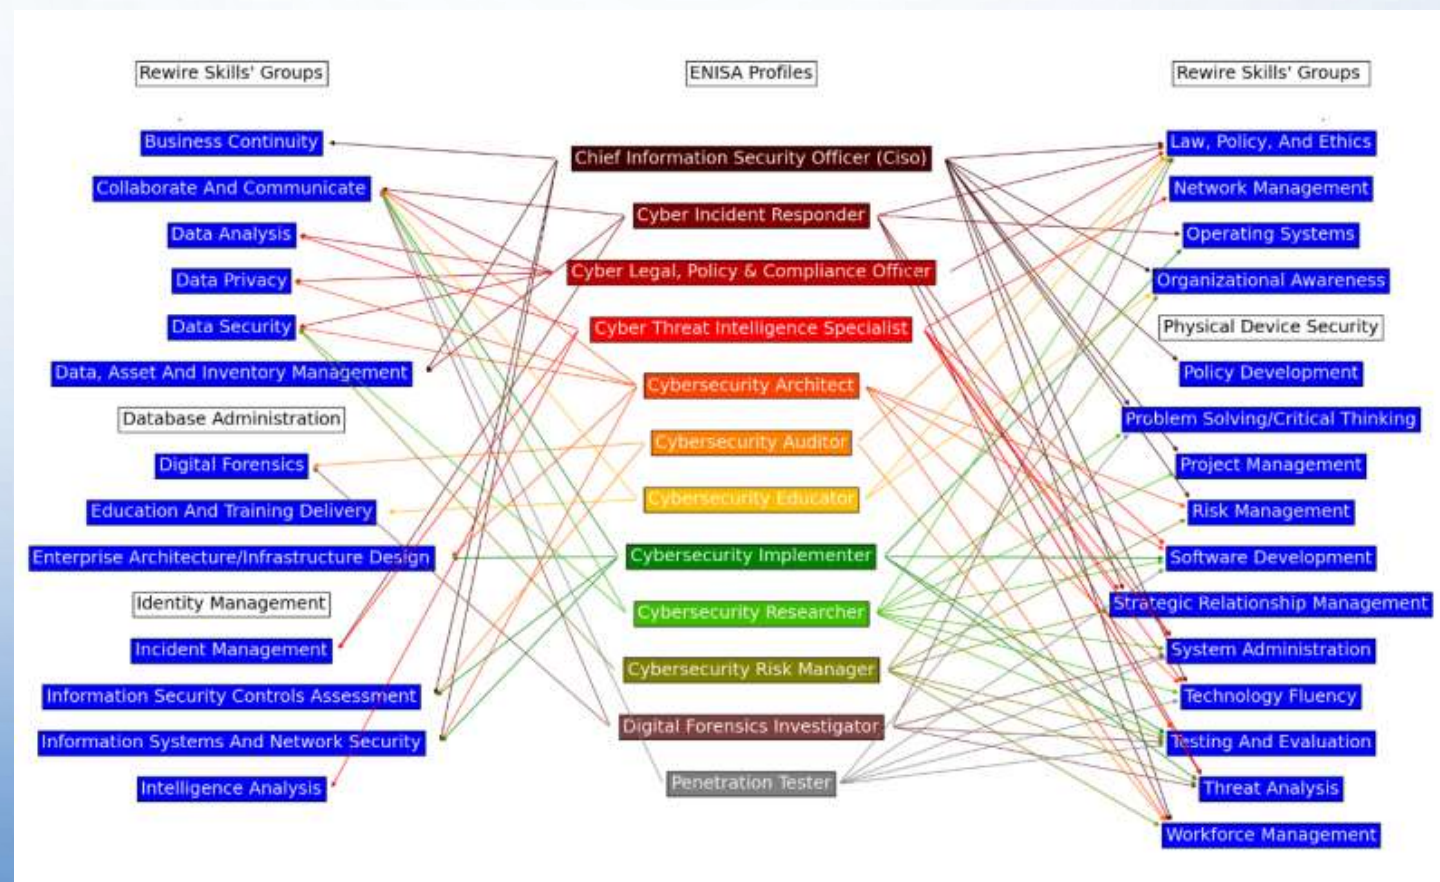 Rewire Skills' Groups
Business Continuity
Collaborate And Communicate
Data Analysis
Data Privacy
Data Security
Data, Asset And Inventory Management
Database Administration
Digital Forensics
Education And Training Delivery
Enterprise Architecture/Infrastructure Design
Identity Management
Incident Management
Information Security Controls Assessment
Information Systems And Network Security
Intelligence Analysis
ENISA Profiles
Chief Information Security Officer (Ciso)
Cyber Incident Responder
Cyber Legal, Policy & Compliance Officer
Cyber Threat Intelligence Specialist
Cybersecurity Architect
Cybersecurity Auditor
Cybersecurity Educator
Cybersecurity Implementer
Cybersecurity Researcher
Cybersecurity Risk Manager
Digital Forensics Investigator
Penetration Tester
Rewire Skills' Groups
Law, Policy, And Ethics
Network Management
Operating Systems
Organizational Awareness
Physical Device Security
Policy Development
Problem Solving/Critical Thinking
Project Management
Risk Management
Software Development
Strategic Relationship Management
System Administration
Technology Fluency
Testing And Evaluation
Threat Analysis
Workforce Management